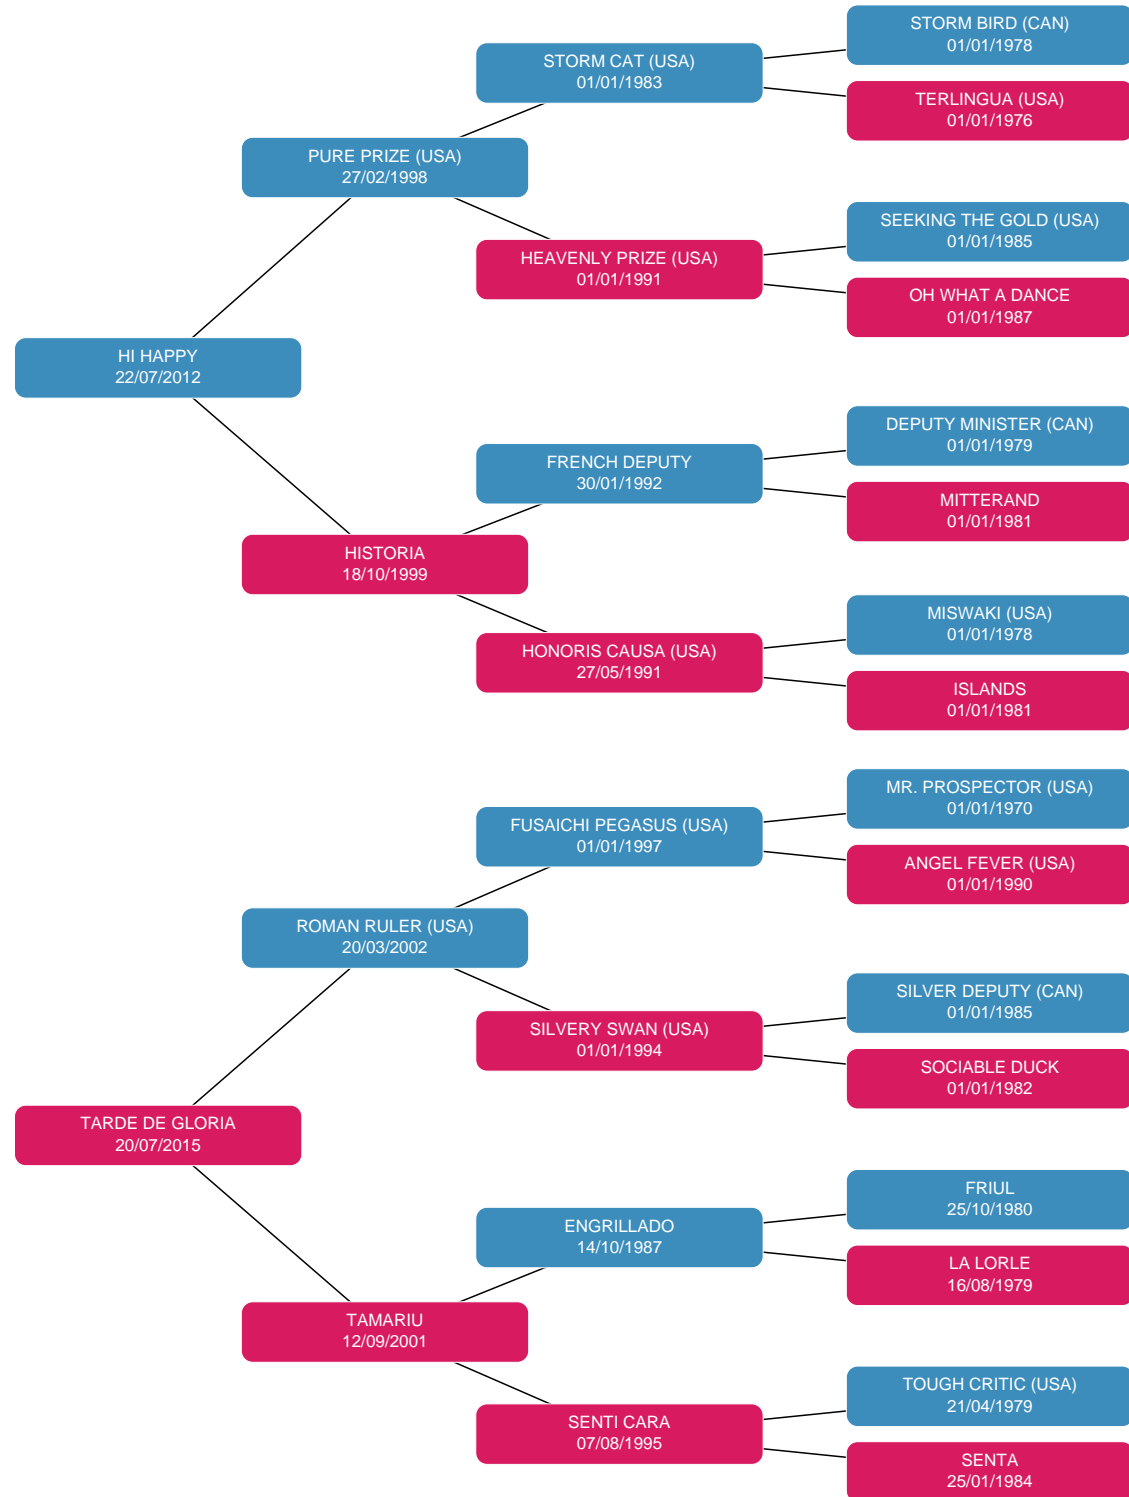 STORM BIRD (CAN)
01/01/1978
STORM CAT (USA)
01/01/1983
TERLINGUA (USA)
01/01/1976
PURE PRIZE (USA)
27/02/1998
SEEKING THE GOLD (USA)
01/01/1985
HEAVENLY PRIZE (USA)
01/01/1991
OH WHAT A DANCE
01/01/1987
HI HAPPY
22/07/2012
DEPUTY MINISTER (CAN)
01/01/1979
FRENCH DEPUTY
30/01/1992
MITTERAND
01/01/1981
HISTORIA
18/10/1999
MISWAKI (USA)
01/01/1978
HONORIS CAUSA (USA)
27/05/1991
ISLANDS
01/01/1981
MR. PROSPECTOR (USA)
01/01/1970
FUSAICHI PEGASUS (USA)
01/01/1997
ANGEL FEVER (USA)
01/01/1990
ROMAN RULER (USA)
20/03/2002
SILVER DEPUTY (CAN)
01/01/1985
SILVERY SWAN (USA)
01/01/1994
SOCIABLE DUCK
01/01/1982
TARDE DE GLORIA
20/07/2015
FRIUL
25/10/1980
ENGRILLADO
14/10/1987
LA LORLE
16/08/1979
TAMARIU
12/09/2001
TOUGH CRITIC (USA)
21/04/1979
SENTI CARA
07/08/1995
SENTA
25/01/1984